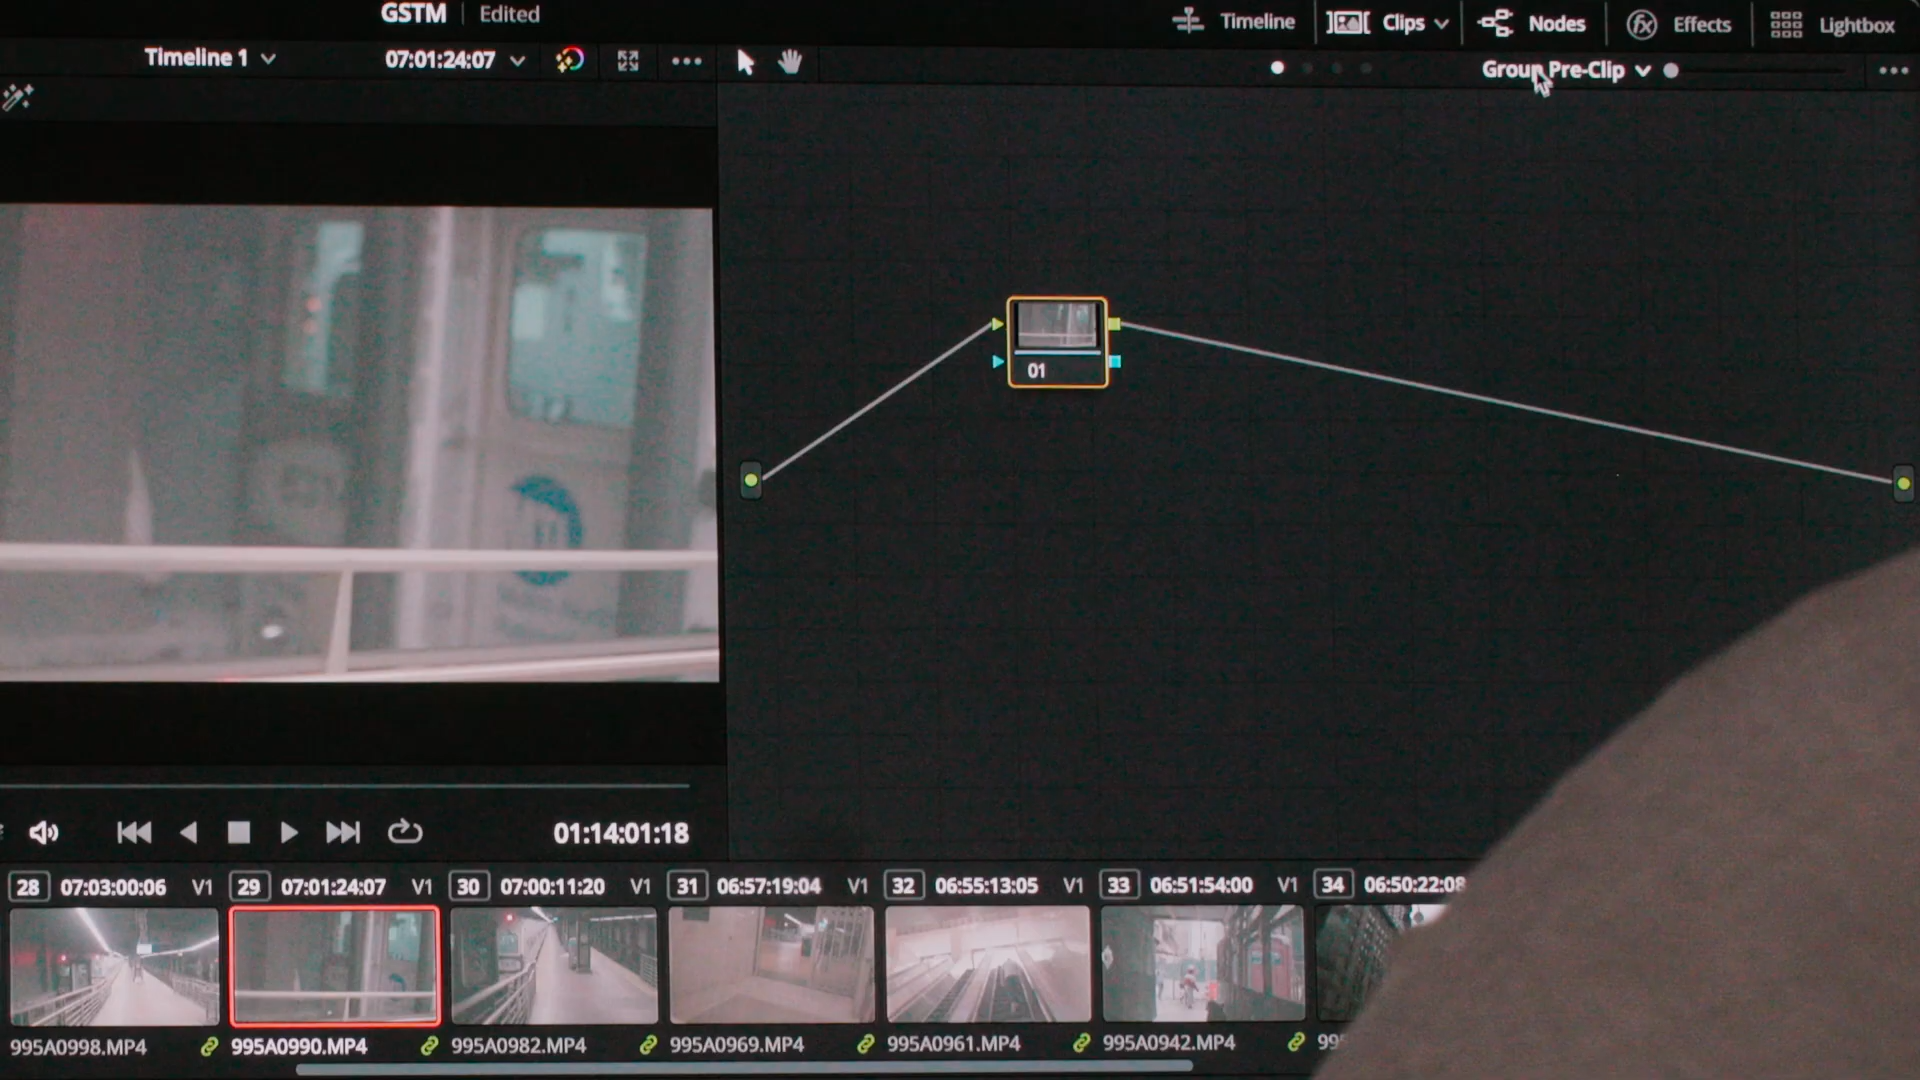 GSTM Edited
Timeline Clips Nodes Effects Lightbox
Timeline 1 07:01:24:07
Group Pre-Clip
01
01:14:01:18
28 07:03:00:06 V1
29 07:01:24:07 V1
30 07:00:11:20 V1
31 06:57:19:04 V1
32 06:55:13:05 V1
33 06:51:54:00 V1
34 06:50:22:08
995A0998.MP4
995A0990.MP4
995A0982.MP4
995A0969.MP4
995A0961.MP4
995A0942.MP4